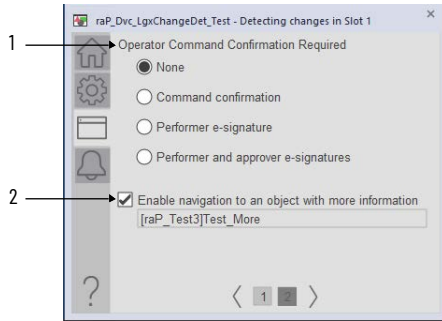 raP_Dvc_LgxChangeDet_Test - Detecting changes in Slot 1 ×
1
Operator Command Confirmation Required
None
Command confirmation
Performer e-signature
Performer and approver e-signatures
2
Enable navigation to an object with more information
[raP_Test3]Test_More
?
1 2